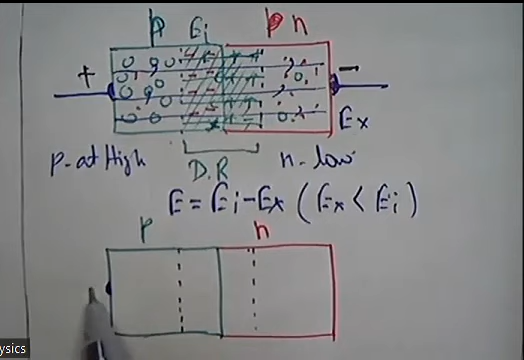 P Ei p n
+ -
Ex
P-at High D.R n-low
E = Ei-Ex (Ex < Ei)
P n
ysics